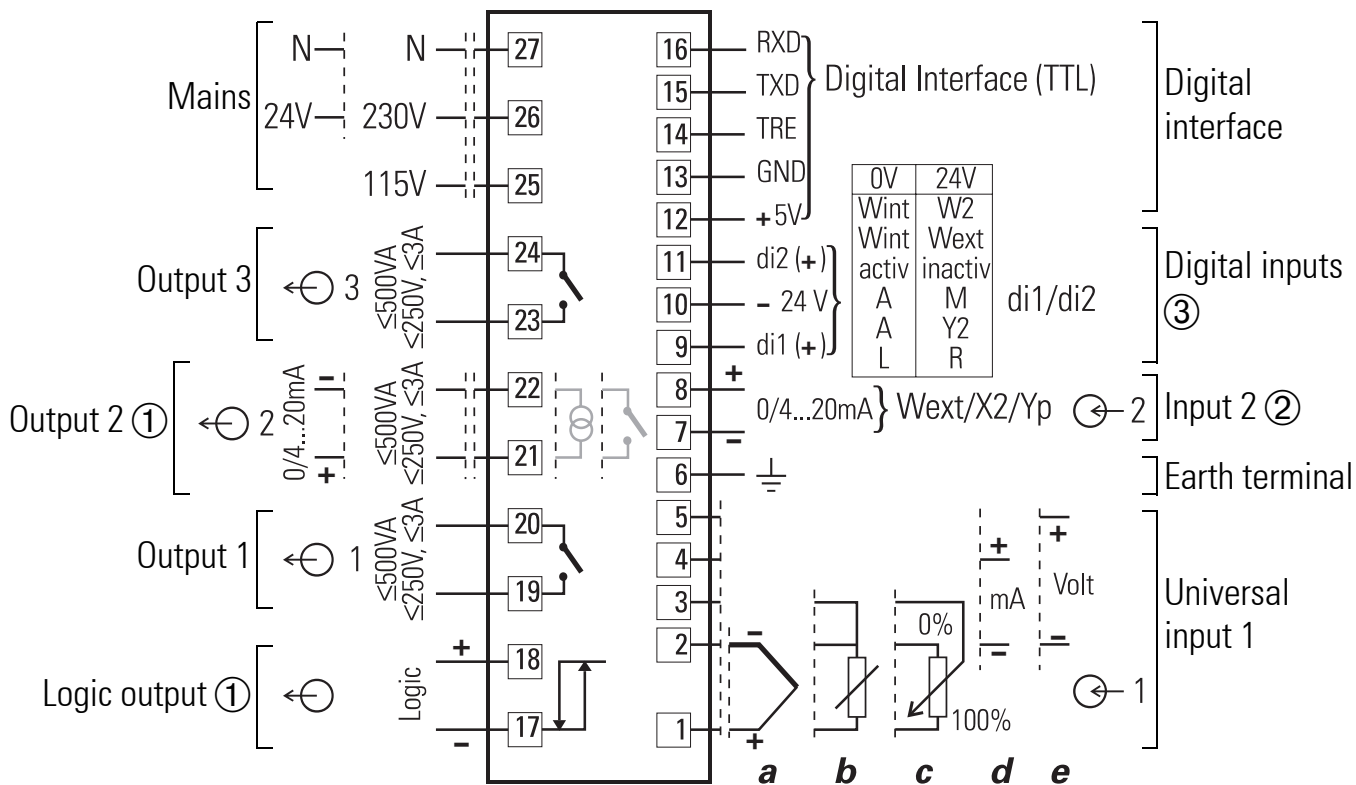 Mains
N
24V
N
230V
115V
27
26
25
Output 3
3
≤500VA
≤250V, ≤3A
24
23
Output 2 ①
2
0/4...20mA
−
+
≤500VA
≤250V, ≤3A
22
21
Output 1
1
≤500VA
≤250V, ≤3A
20
19
Logic output ①
Logic
+
−
18
17
16 RXD
15 TXD
14 TRE
13 GND
12 +5V
Digital Interface (TTL)
Digital
interface
11 di2 (+)
10 − 24 V
9 di1 (+)
0V 24V
Wint W2
Wint Wext
activ inactiv
A M
A Y2
L R
di1/di2
Digital inputs
③
8 +
7 −
0/4...20mA } Wext/X2/Yp
2
Input 2 ②
6
Earth terminal
5
4
3
2
1
−
+
0%
100%
+
mA
−
+
Volt
−
1
Universal
input 1
a b c d e